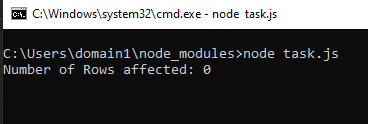 C:\Windows\system32\cmd.exe - node task.js
C:\Users\domain1\node_modules>node task.js
Number of Rows affected: 0